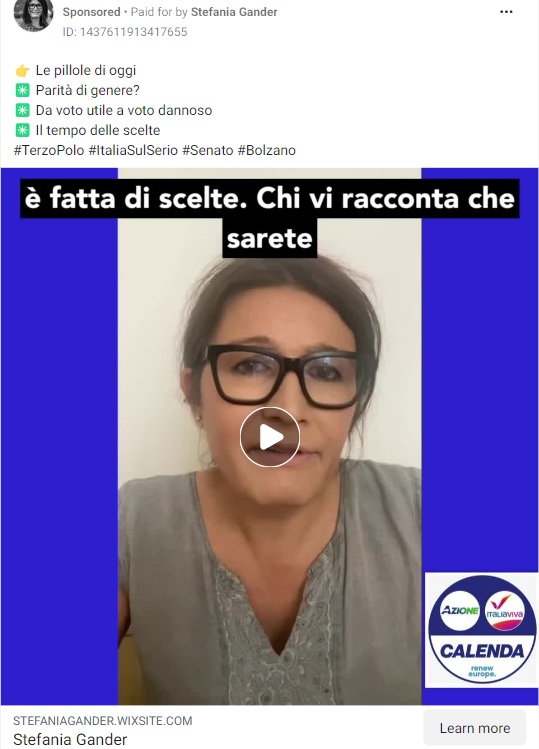 Sponsored • Paid for by Stefania Gander
ID: 1437611913417655
👉 Le pillole di oggi
✳️ Parità di genere?
✳️ Da voto utile a voto dannoso
✳️ Il tempo delle scelte
#TerzoPolo #ItaliaSulSerio #Senato #Bolzano
è fatta di scelte. Chi vi racconta che
sarete
AZIONE
ITALIAVIVA
CALENDA
renew
europe.
STEFANIAGANDER.WIXSITE.COM
Stefania Gander
Learn more